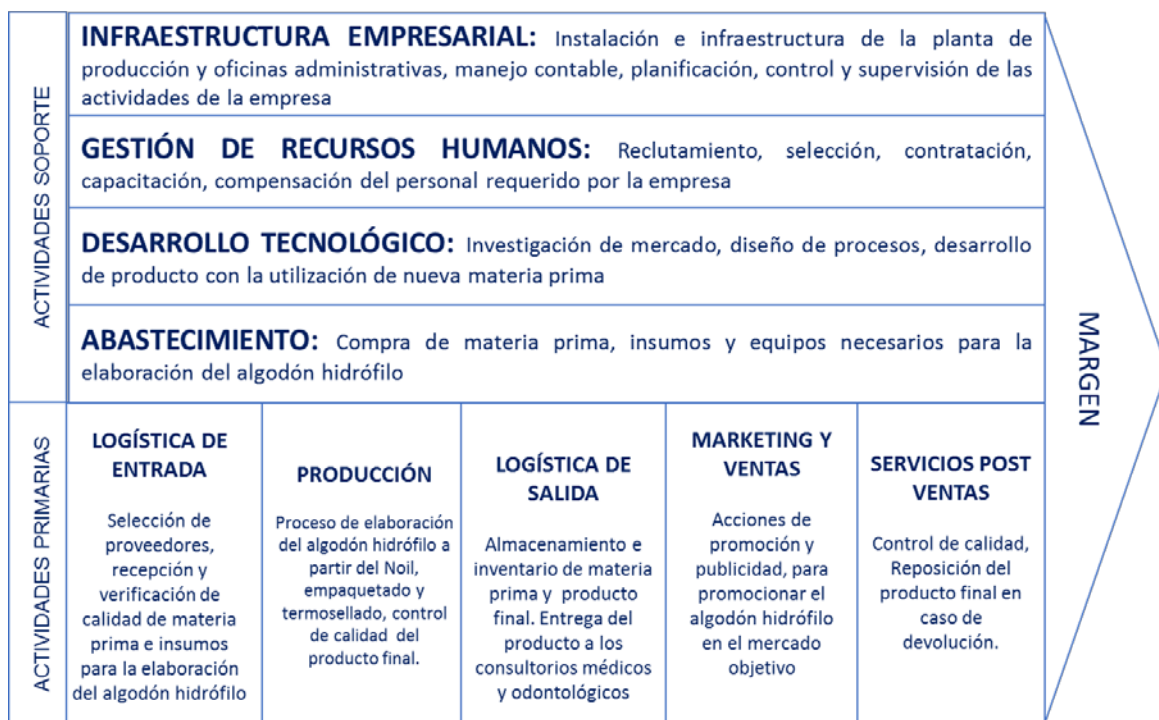 ACTIVIDADES SOPORTE
INFRAESTRUCTURA EMPRESARIAL: Instalación e infraestructura de la planta de
producción y oficinas administrativas, manejo contable, planificación, control y supervisión de las
actividades de la empresa
GESTIÓN DE RECURSOS HUMANOS: Reclutamiento, selección, contratación,
capacitación, compensación del personal requerido por la empresa
DESARROLLO TECNOLÓGICO: Investigación de mercado, diseño de procesos, desarrollo
de producto con la utilización de nueva materia prima
ABASTECIMIENTO: Compra de materia prima, insumos y equipos necesarios para la
elaboración del algodón hidrófilo
ACTIVIDADES PRIMARIAS
LOGÍSTICA DE
ENTRADA
Selección de
proveedores,
recepción y
verificación de
calidad de materia
prima e insumos
para la elaboración
del algodón hidrófilo
PRODUCCIÓN
Proceso de elaboración
del algodón hidrófilo a
partir del Noil,
empaquetado y
termosellado, control
de calidad del
producto final.
LOGÍSTICA DE
SALIDA
Almacenamiento e
inventario de materia
prima y producto
final. Entrega del
producto a los
consultorios médicos
y odontológicos
MARKETING Y
VENTAS
Acciones de
promoción y
publicidad, para
promocionar el
algodón hidrófilo
en el mercado
objetivo
SERVICIOS POST
VENTAS
Control de calidad,
Reposición del
producto final en
caso de
devolución.
MARGEN